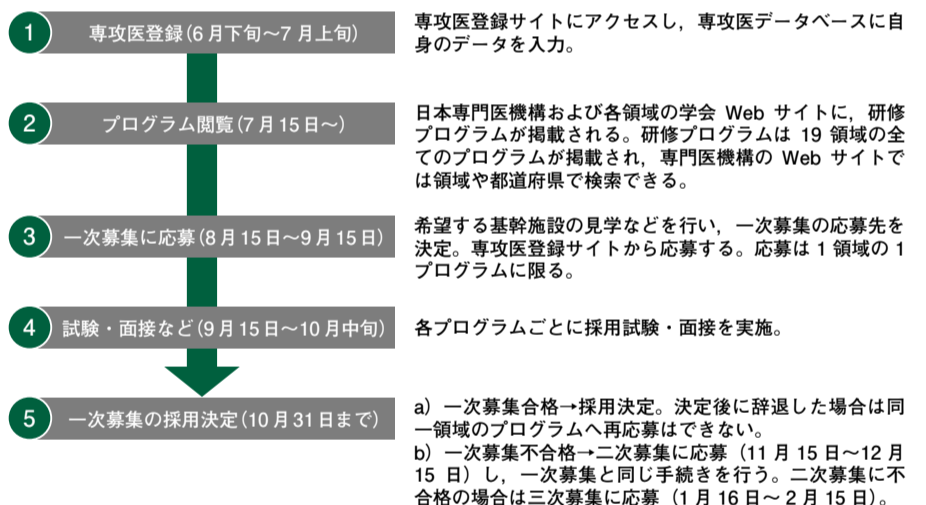 1 専攻医登録(6月下旬〜7月上旬)
専攻医登録サイトにアクセスし，専攻医データベースに自
身のデータを入力。
2 プログラム閲覧(7月15日〜)
日本専門医機構および各領域の学会 Web サイトに，研修
プログラムが掲載される。研修プログラムは 19 領域の全
てのプログラムが掲載され，専門医機構の Web サイトで
は領域や都道府県で検索できる。
3 一次募集に応募(8月15日〜9月15日)
希望する基幹施設の見学などを行い，一次募集の応募先を
決定。専攻医登録サイトから応募する。応募は 1 領域の 1
プログラムに限る。
4 試験・面接など(9月15日〜10月中旬)
各プログラムごとに採用試験・面接を実施。
5 一次募集の採用決定(10月31日まで)
a）一次募集合格→採用決定。決定後に辞退した場合は同
一領域のプログラムへ再応募はできない。
b）一次募集不合格→二次募集に応募（11 月 15 日〜12 月
15 日）し，一次募集と同じ手続きを行う。二次募集に不
合格の場合は三次募集に応募（1 月 16 日〜 2 月 15 日）。